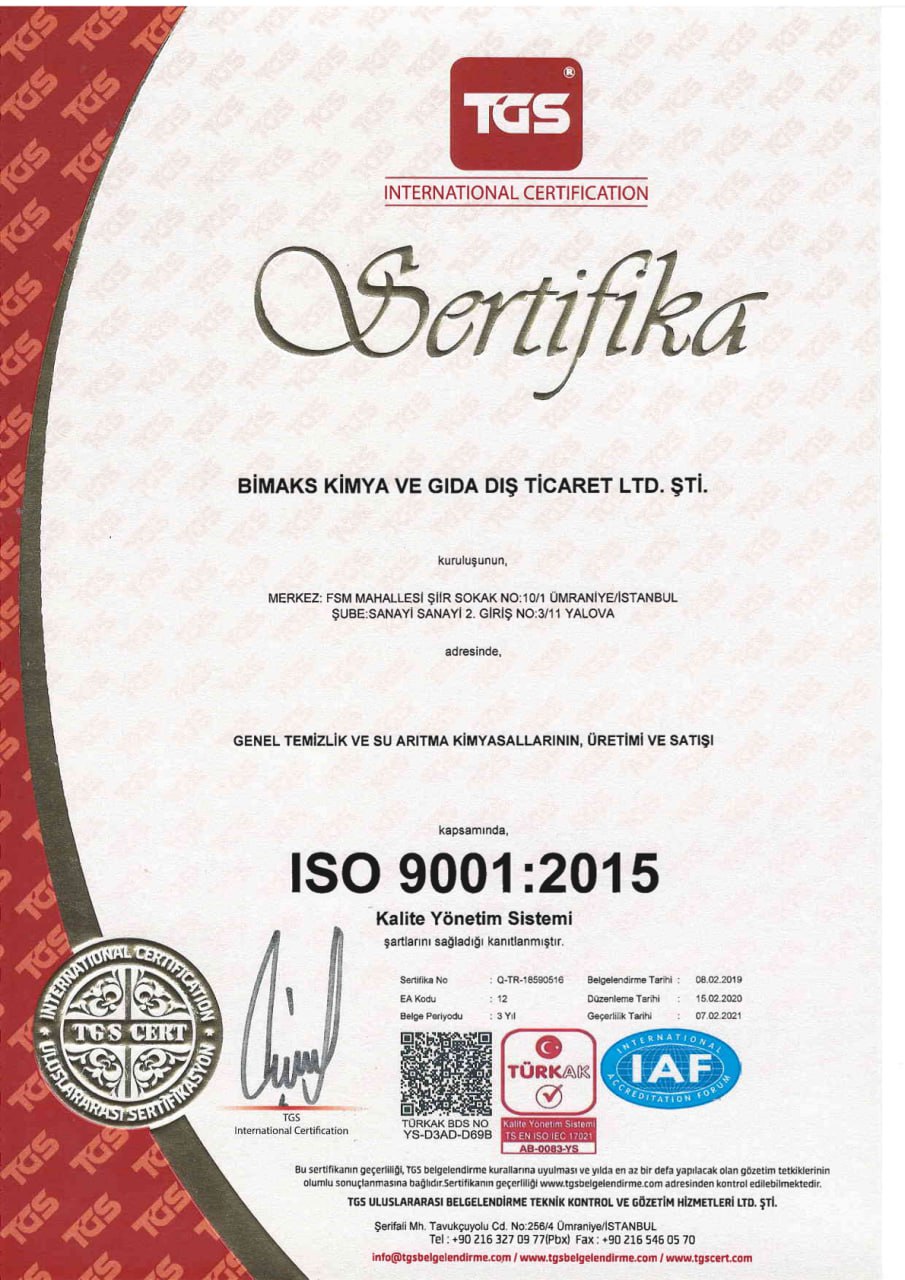 TGS ®
INTERNATIONAL CERTIFICATION
Sertifika
BİMAKS KİMYA VE GIDA DIŞ TİCARET LTD. ŞTİ.
kuruluşunun,
MERKEZ: FSM MAHALLESİ ŞİİR SOKAK NO:10/1 ÜMRANİYE/İSTANBUL
ŞUBE:SANAYİ SANAYİ 2. GİRİŞ NO:3/11 YALOVA
adresinde,
GENEL TEMİZLİK VE SU ARITMA KİMYASALLARININ, ÜRETİMİ VE SATIŞI
kapsamında,
ISO 9001:2015
Kalite Yönetim Sistemi
şartlarını sağladığı kanıtlanmıştır.
Sertifika No : Q-TR-18590516 Belgelendirme Tarihi : 08.02.2019
EA Kodu : 12 Düzenleme Tarihi : 15.02.2020
Belge Periyodu : 3 Yıl Geçerlilik Tarihi : 07.02.2021
INTERNATIONAL CERTIFICATION
TGS CERT
ULUSLARARASI SERTİFİKASYON
TGS
International Certification
TÜRKAK BDS NO
YS-D3AD-D69B
TÜRKAK
Kalite Yönetim Sistemi
TS EN ISO IEC 17021
AB-0083-YS
INTERNATIONAL
IAF
ACCREDITATION FORUM
Bu sertifikanın geçerliliği, TGS belgelendirme kurallarına uyulması ve yılda en az bir defa yapılacak olan gözetim tetkiklerinin
olumlu sonuçlanmasına bağlıdır.Sertifikanın geçerliliği www.tgsbelgelendirme.com adresinden kontrol edilebilmektedir.
TGS ULUSLARARASI BELGELENDİRME TEKNİK KONTROL VE GÖZETİM HİZMETLERİ LTD. ŞTİ.
Şerifali Mh. Tavukçuyolu Cd. No:256/4 Ümraniye/İSTANBUL
Tel : +90 216 327 09 77(Pbx) Fax : +90 216 546 05 70
info@tgsbelgelendirme.com / www.tgsbelgelendirme.com / www.tgscert.com